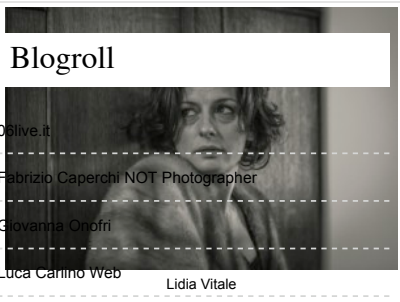 Blogroll
06live.it
Fabrizio Caperchi NOT Photographer
Giovanna Onofri
Luca Carlino Web
Lidia Vitale